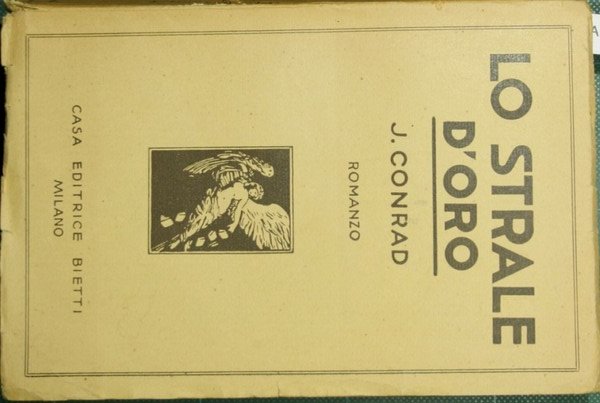 LO STRALE
D'ORO
J. CONRAD
ROMANZO
CASA EDITRICE BIETTI
MILANO
A